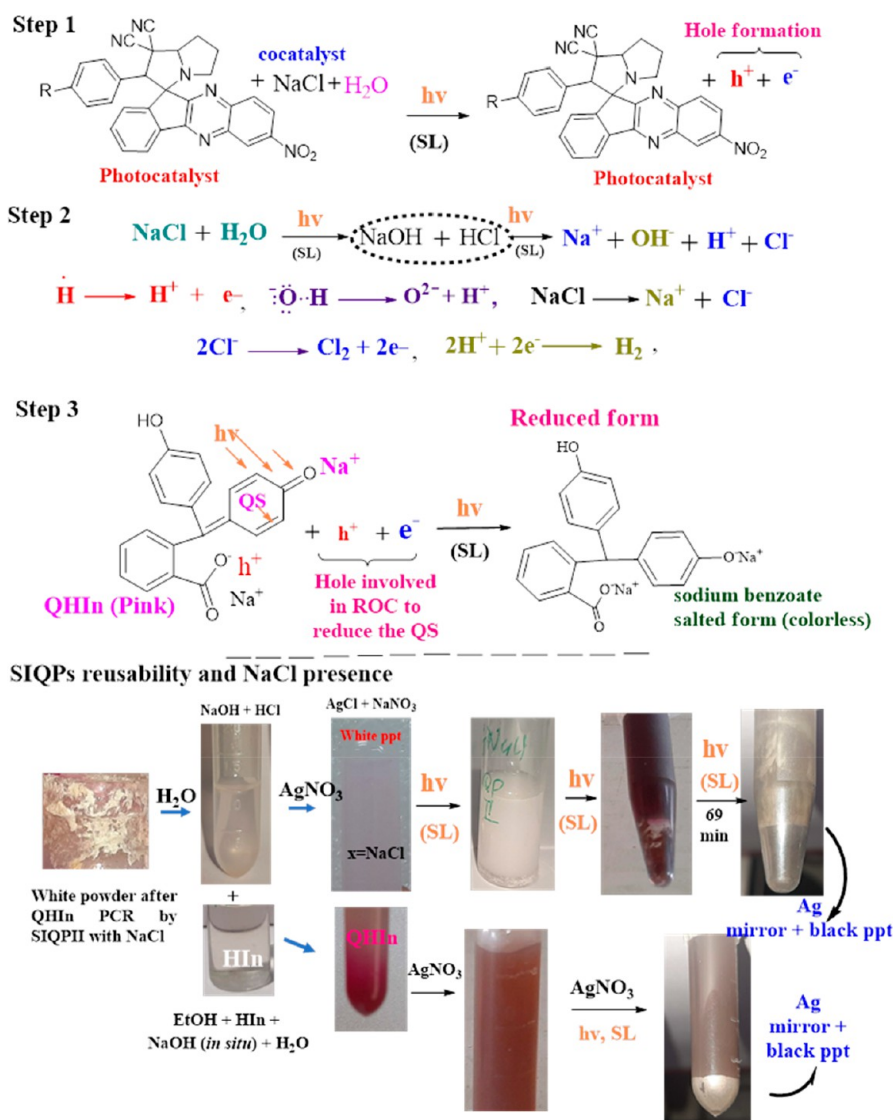 Step 1
CN
NC
cocatalyst
+ NaCl+H₂O
N
R
N
N
NO₂
Photocatalyst
hv
(SL)
CN
NC
N
R
N
N
NO₂
Photocatalyst
Hole formation
+ h⁺ + e⁻
Step 2
NaCl + H₂O
hv
(SL)
NaOH + HCl
hv
(SL)
Na⁺ + OH⁻ + H⁺ + Cl⁻
H → H⁺ + e–, ⁻O··H → O²⁻ + H⁺, NaCl → Na⁺ + Cl⁻
2Cl⁻ → Cl₂ + 2e–, 2H⁺ + 2e⁻ → H₂ ,
Step 3
HO
hv
O
Na⁺
QS
O⁻
h⁺
O
Na⁺
QHIn (Pink)
+ h⁺ + e⁻
Hole involved
in ROC to
reduce the QS
hv
(SL)
Reduced form
HO
O⁻Na⁺
O⁻Na⁺
O
sodium benzoate
salted form (colorless)
SIQPs reusability and NaCl presence
White powder after
QHIn PCR by
SIQPII with NaCl
H₂O
NaOH + HCl
+
HIn
EtOH + HIn +
NaOH (in situ) + H₂O
AgNO₃
AgCl + NaNO₃
White ppt
x=NaCl
hv
(SL)
NaCl
QP
II
hv
(SL)
hv
(SL)
69
min
Ag
mirror + black ppt
QHIn
AgNO₃
AgNO₃
hv, SL
Ag
mirror +
black ppt